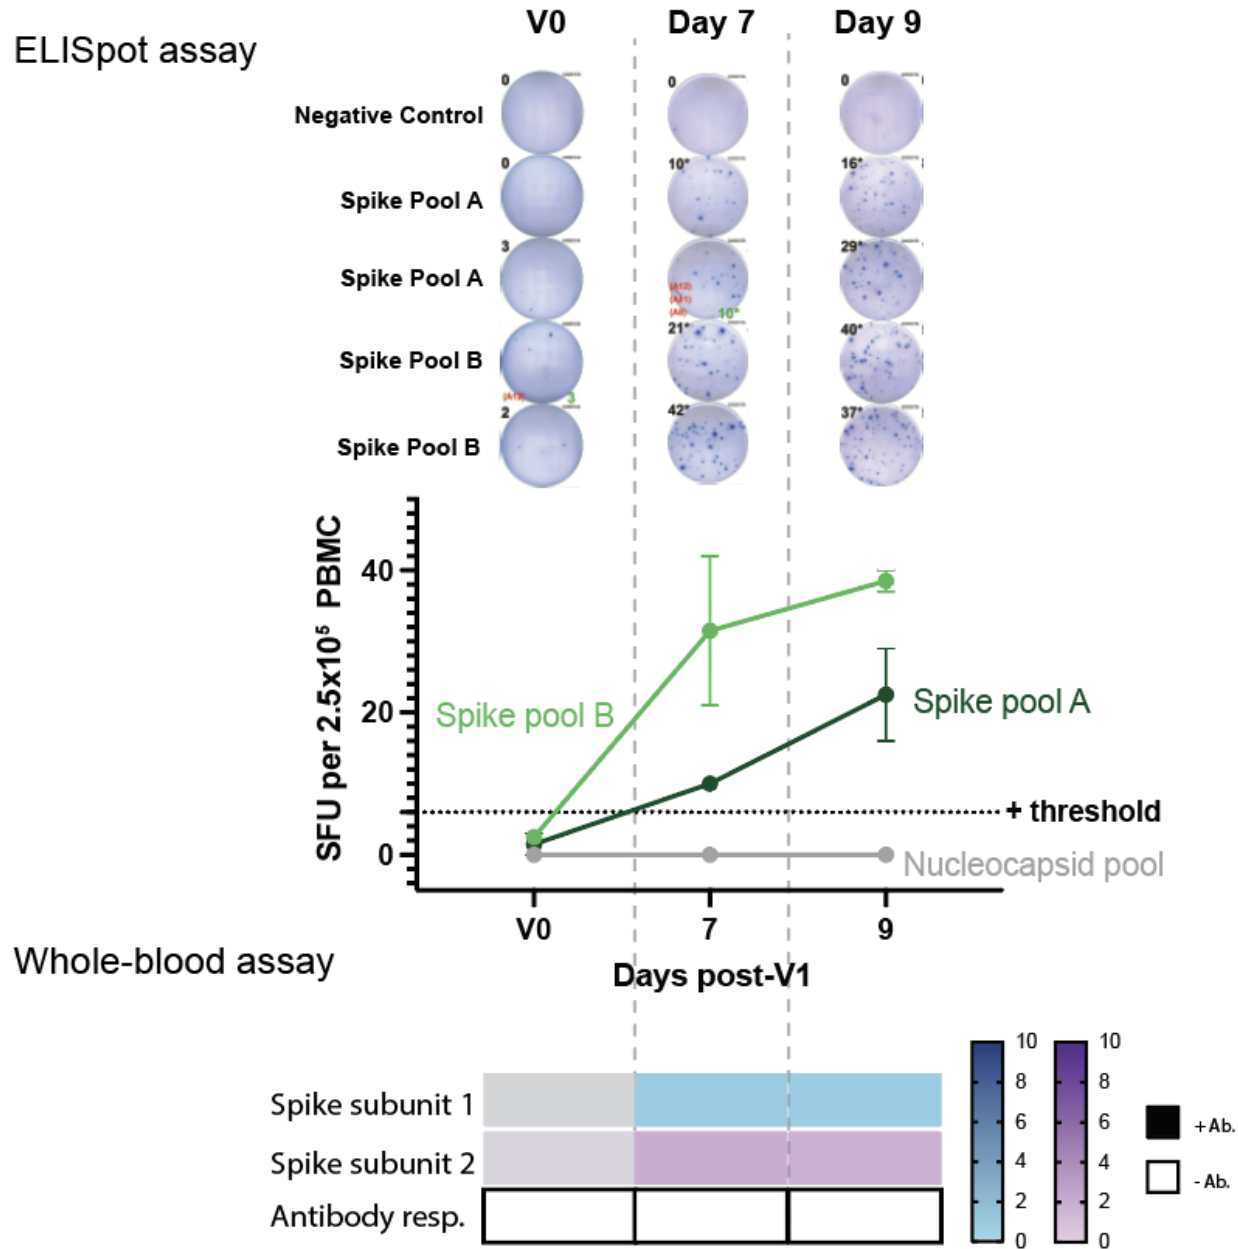 ELISpot assay
V0 Day 7 Day 9
Negative Control
0 0 0
Spike Pool A
0 10* 16*
Spike Pool A
3 (A12) (A11) 10* 29*
Spike Pool B
(A12) 3 21* 40*
Spike Pool B
2 42* 37*
SFU per 2.5x10⁵ PBMC
40
20
0
Spike pool B
Spike pool A
+ threshold
Nucleocapsid pool
V0 7 9
Days post-V1
Whole-blood assay
Spike subunit 1
Spike subunit 2
Antibody resp.
10 8 6 4 2 0
10 8 6 4 2 0
+ Ab.
- Ab.